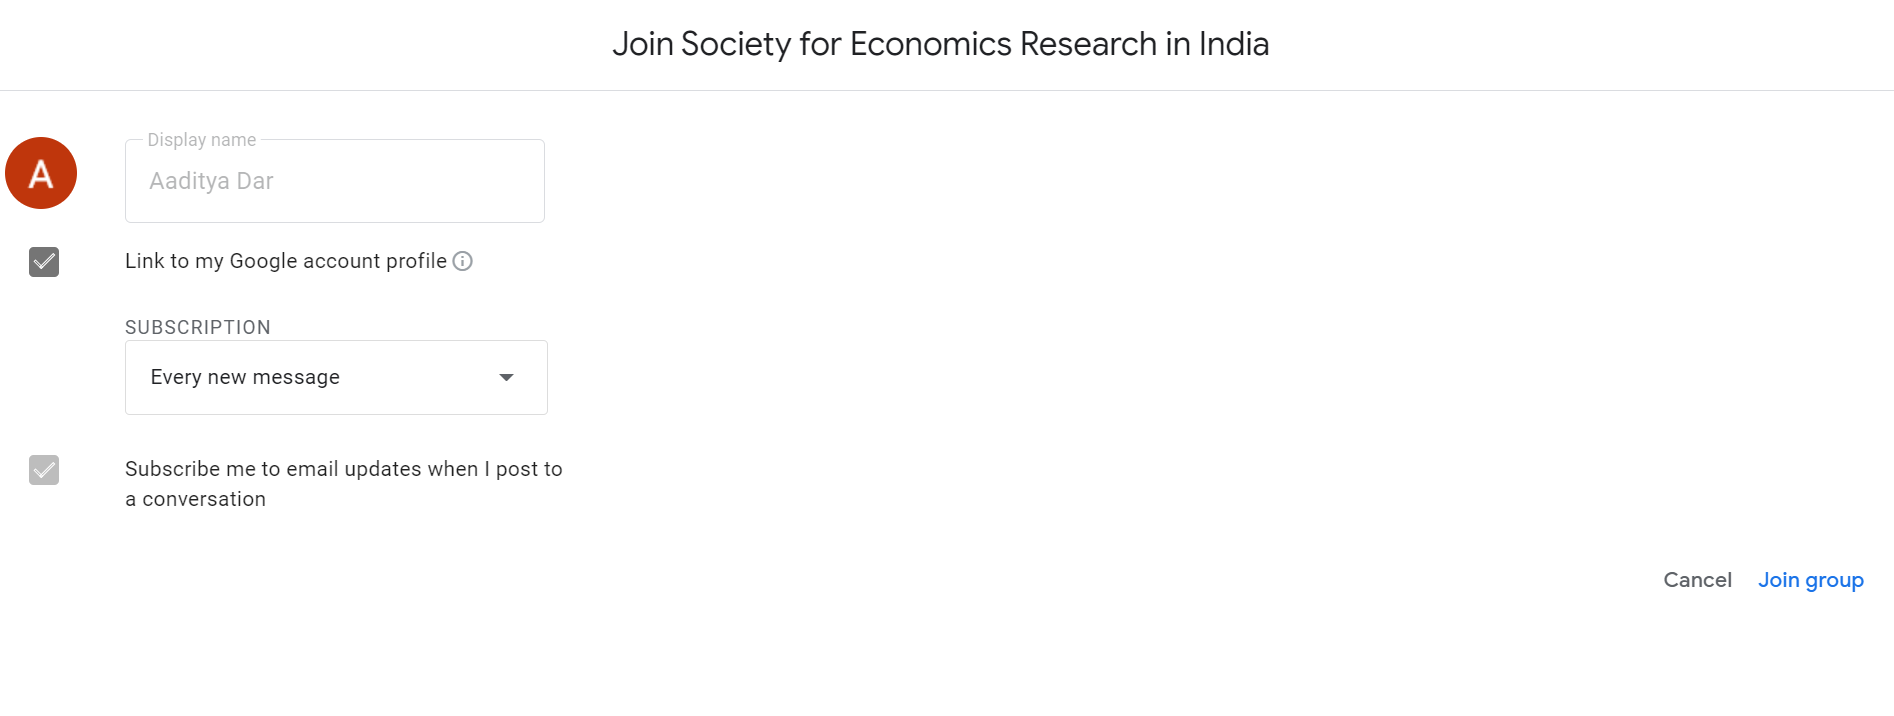 Join Society for Economics Research in India
Display name
A
Aaditya Dar
Link to my Google account profile
SUBSCRIPTION
Every new message
Subscribe me to email updates when I post to
a conversation
Cancel Join group